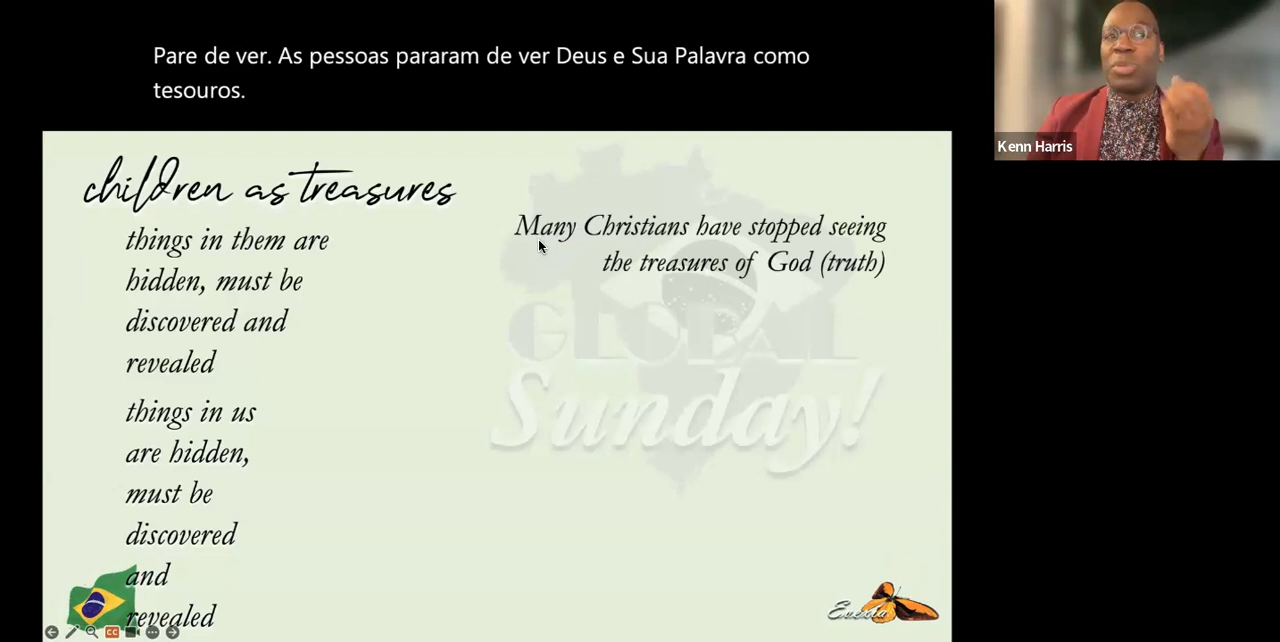 Pare de ver. As pessoas pararam de ver Deus e Sua Palavra como
tesouros.
Kenn Harris
children as treasures
things in them are
hidden, must be
discovered and
revealed
things in us
are hidden,
must be
discovered
and
revealed
Many Christians have stopped seeing
the treasures of God (truth)
GLOBAL
Sunday!
CC